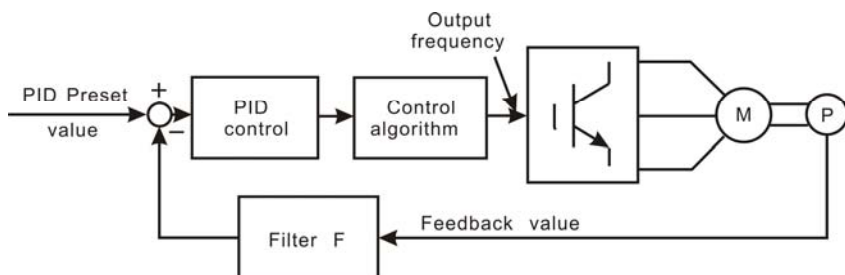 Output
frequency
PID Preset
value
+
−
PID
control
Control
algorithm
M
P
Filter F
Feedback value